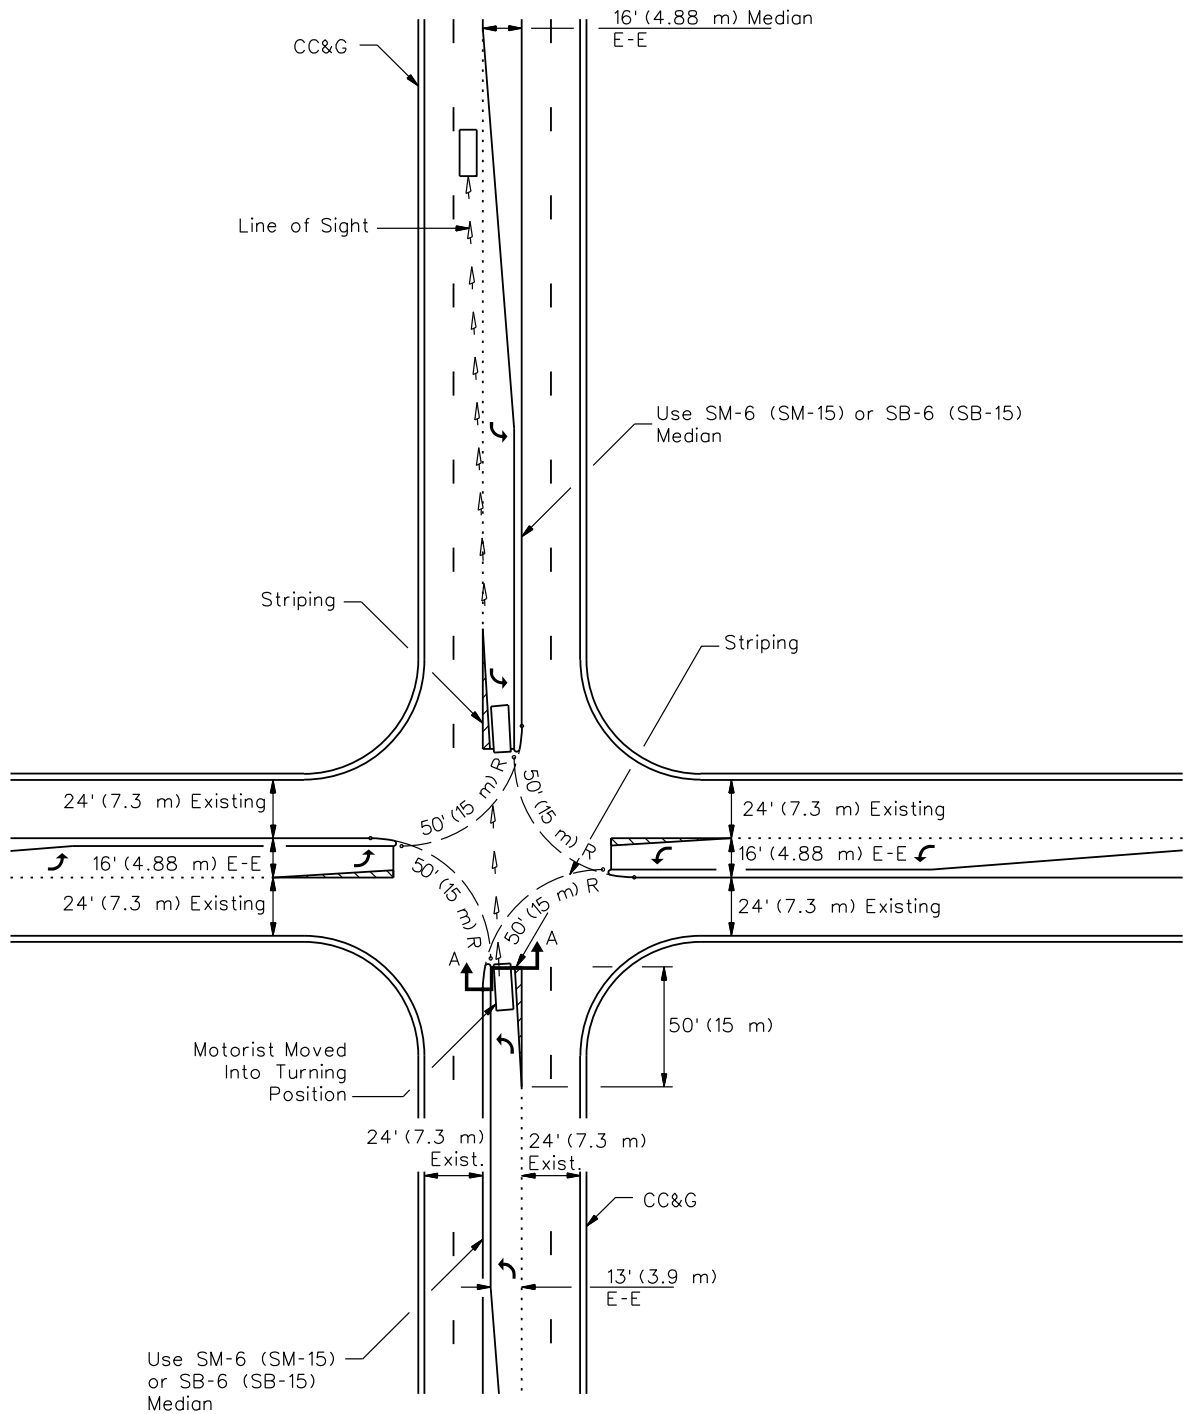 16' (4.88 m) Median
E-E
CC&G
Line of Sight
Use SM-6 (SM-15) or SB-6 (SB-15)
Median
Striping
Striping
50' (15 m) R
50' (15 m) R
24' (7.3 m) Existing
24' (7.3 m) Existing
16' (4.88 m) E-E
16' (4.88 m) E-E
50' (15 m) R
50' (15 m) R
24' (7.3 m) Existing
24' (7.3 m) Existing
A
A
50' (15 m)
Motorist Moved
Into Turning
Position
24' (7.3 m)
Exist.
24' (7.3 m)
Exist.
CC&G
13' (3.9 m)
E-E
Use SM-6 (SM-15)
or SB-6 (SB-15)
Median